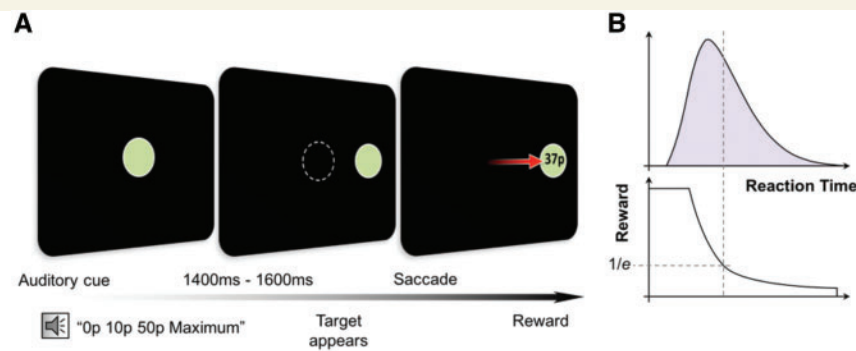 A
37p
Auditory cue
1400ms - 1600ms
Saccade
"0p 10p 50p Maximum"
Target
appears
Reward
B
Reaction Time
Reward
1/e